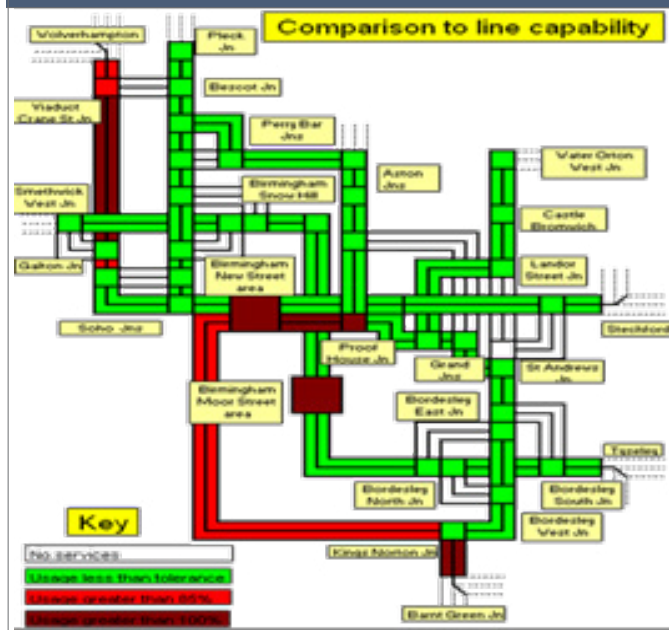 Comparison to line capability
Wolverhampton
Pleck
Jn
Bescot Jn
Viaduct
Crane St Jn
Perry Bar
Jns
Aston
Jns
Water Orton
West Jn
Smethwick
West Jn
Birmingham
Snow Hill
Castle
Bromwich
Galton Jn
Birmingham
New Street
area
Landor
Street Jn
Soho Jns
Stechford
Proof
House Jn
Grand
Jns
St Andrews
Jn
Birmingham
Moor Street
area
Bordesley
East Jn
Tyseley
Bordesley
North Jn
Bordesley
South Jn
Key
Bordesley
West Jn
No services
Kings Norton Jn
Usage less than tolerance
Usage greater than 85%
Usage greater than 100%
Barnt Green Jn